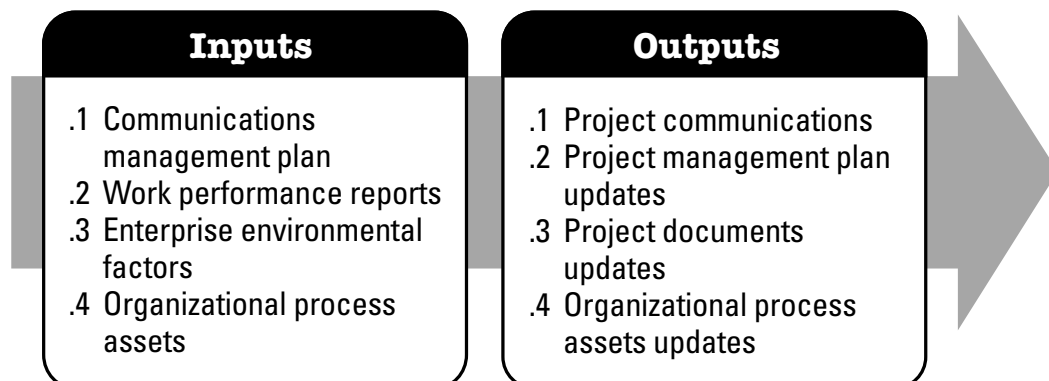 Inputs
.1 Communications
management plan
.2 Work performance reports
.3 Enterprise environmental
factors
.4 Organizational process
assets
Outputs
.1 Project communications
.2 Project management plan
updates
.3 Project documents
updates
.4 Organizational process
assets updates